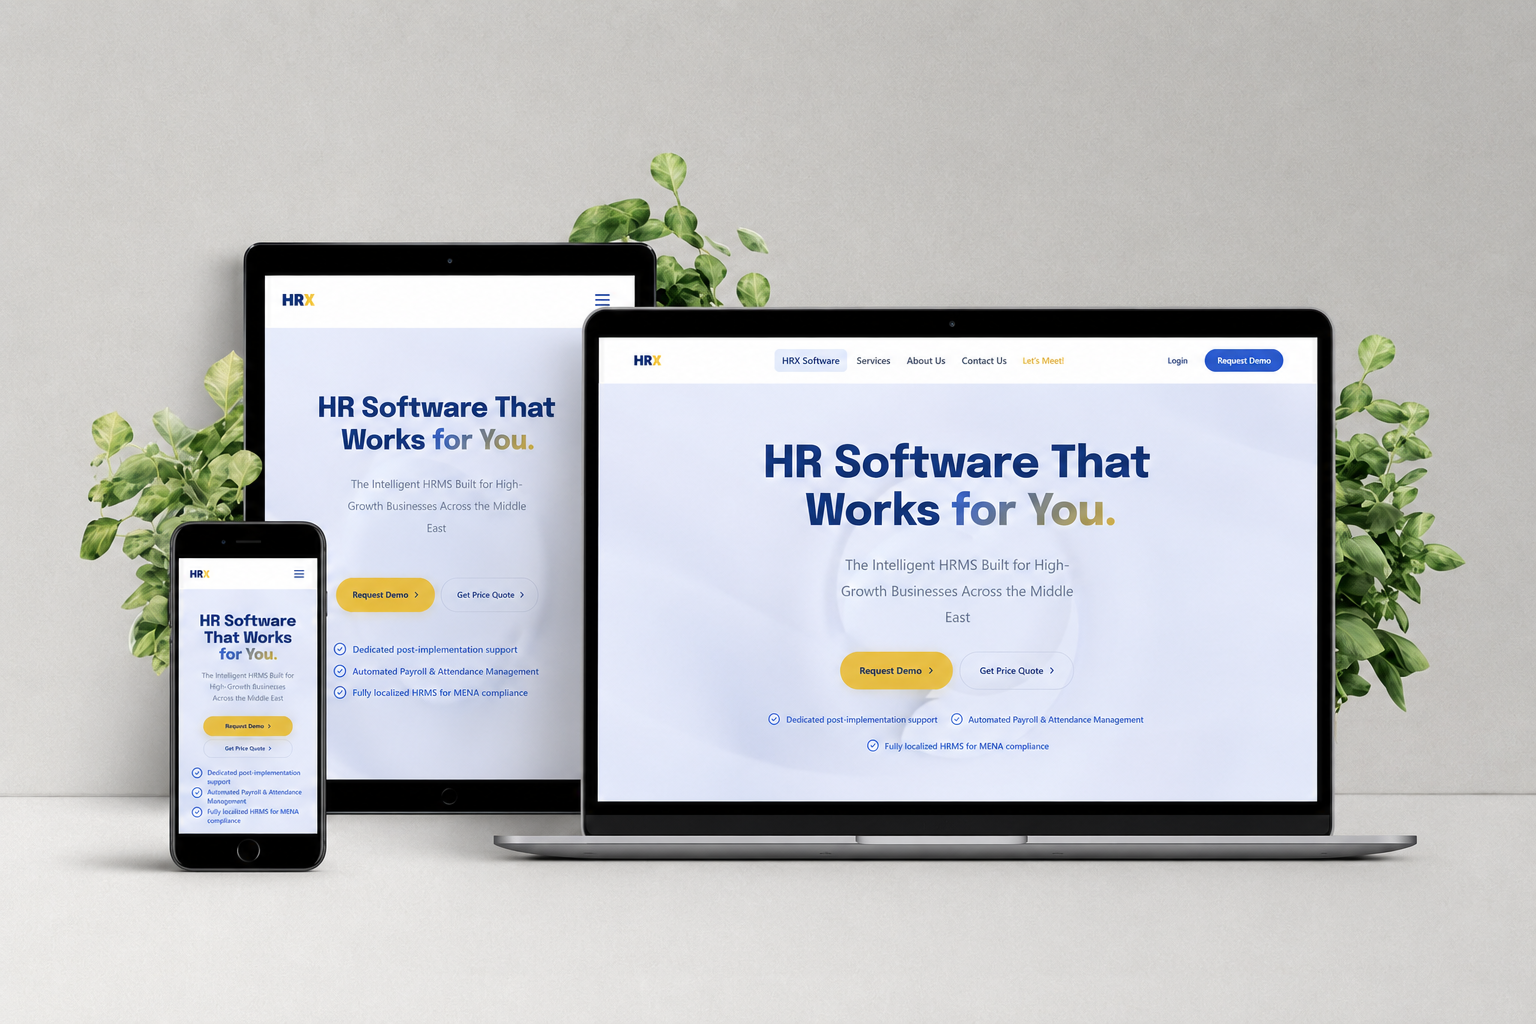 HRX
HR Software That
Works for You.
The Intelligent HRMS Built for High-
Growth Businesses Across the Middle
East
Request Demo
Get Price Quote
Dedicated post-implementation support
Automated Payroll & Attendance Management
Fully localized HRMS for MENA compliance
HRX
HRX Software Services About Us Contact Us Let's Meet!
Login Request Demo
HR Software That
Works for You.
The Intelligent HRMS Built for High-
Growth Businesses Across the Middle
East
Request Demo
Get Price Quote
Dedicated post-implementation support
Automated Payroll & Attendance Management
Fully localized HRMS for MENA compliance
HRX
HR Software
That Works
for You.
The Intelligent HRMS Built for
High-Growth Businesses
Across the Middle East
Request Demo
Get Price Quote
Dedicated post-implementation
support
Automated Payroll & Attendance
Management
Fully localized HRMS for MENA
compliance